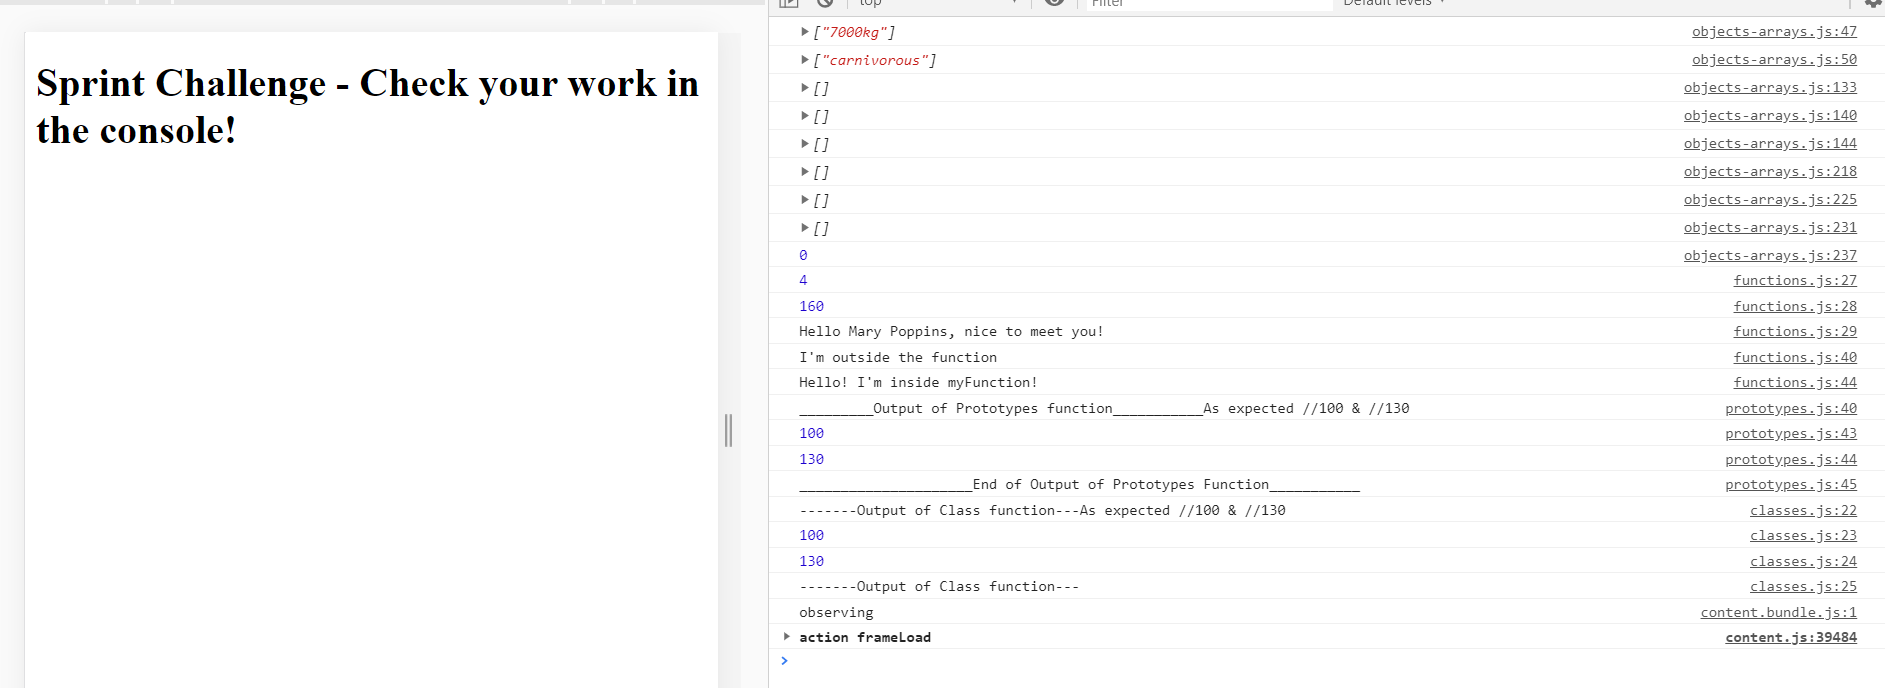 top
Filter
Default levels
Sprint Challenge - Check your work in
the console!
["7000kg"] objects-arrays.js:47
["carnivorous"] objects-arrays.js:50
[] objects-arrays.js:133
[] objects-arrays.js:140
[] objects-arrays.js:144
[] objects-arrays.js:218
[] objects-arrays.js:225
[] objects-arrays.js:231
0 objects-arrays.js:237
4 functions.js:27
160 functions.js:28
Hello Mary Poppins, nice to meet you! functions.js:29
I'm outside the function functions.js:40
Hello! I'm inside myFunction! functions.js:44
_________Output of Prototypes function___________As expected //100 & //130 prototypes.js:40
100 prototypes.js:43
130 prototypes.js:44
_____________________End of Output of Prototypes Function___________ prototypes.js:45
-------Output of Class function---As expected //100 & //130 classes.js:22
100 classes.js:23
130 classes.js:24
-------Output of Class function--- classes.js:25
observing content.bundle.js:1
action frameLoad content.js:39484